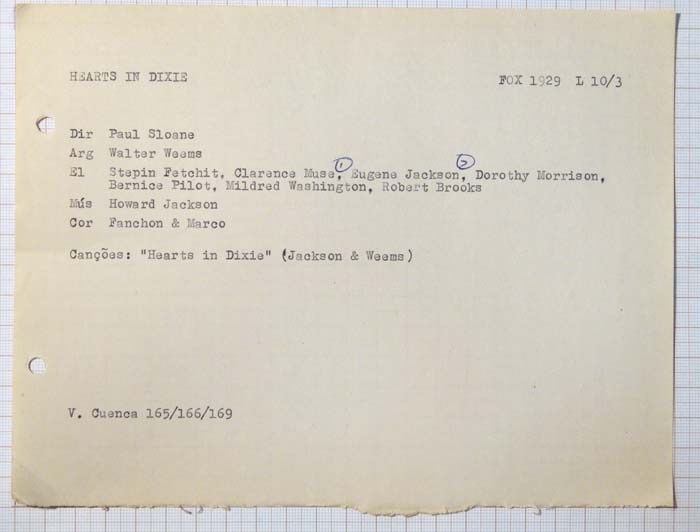 HEARTS IN DIXIE FOX 1929 L 10/3
Dir Paul Sloane
Arg Walter Weems
El Stepin Fetchit, Clarence Muse, ① Eugene Jackson, ② Dorothy Morrison,
Bernice Pilot, Mildred Washington, Robert Brooks
Mús Howard Jackson
Cor Fanchon & Marco
Canções: "Hearts in Dixie" (Jackson & Weems)
V. Cuenca 165/166/169